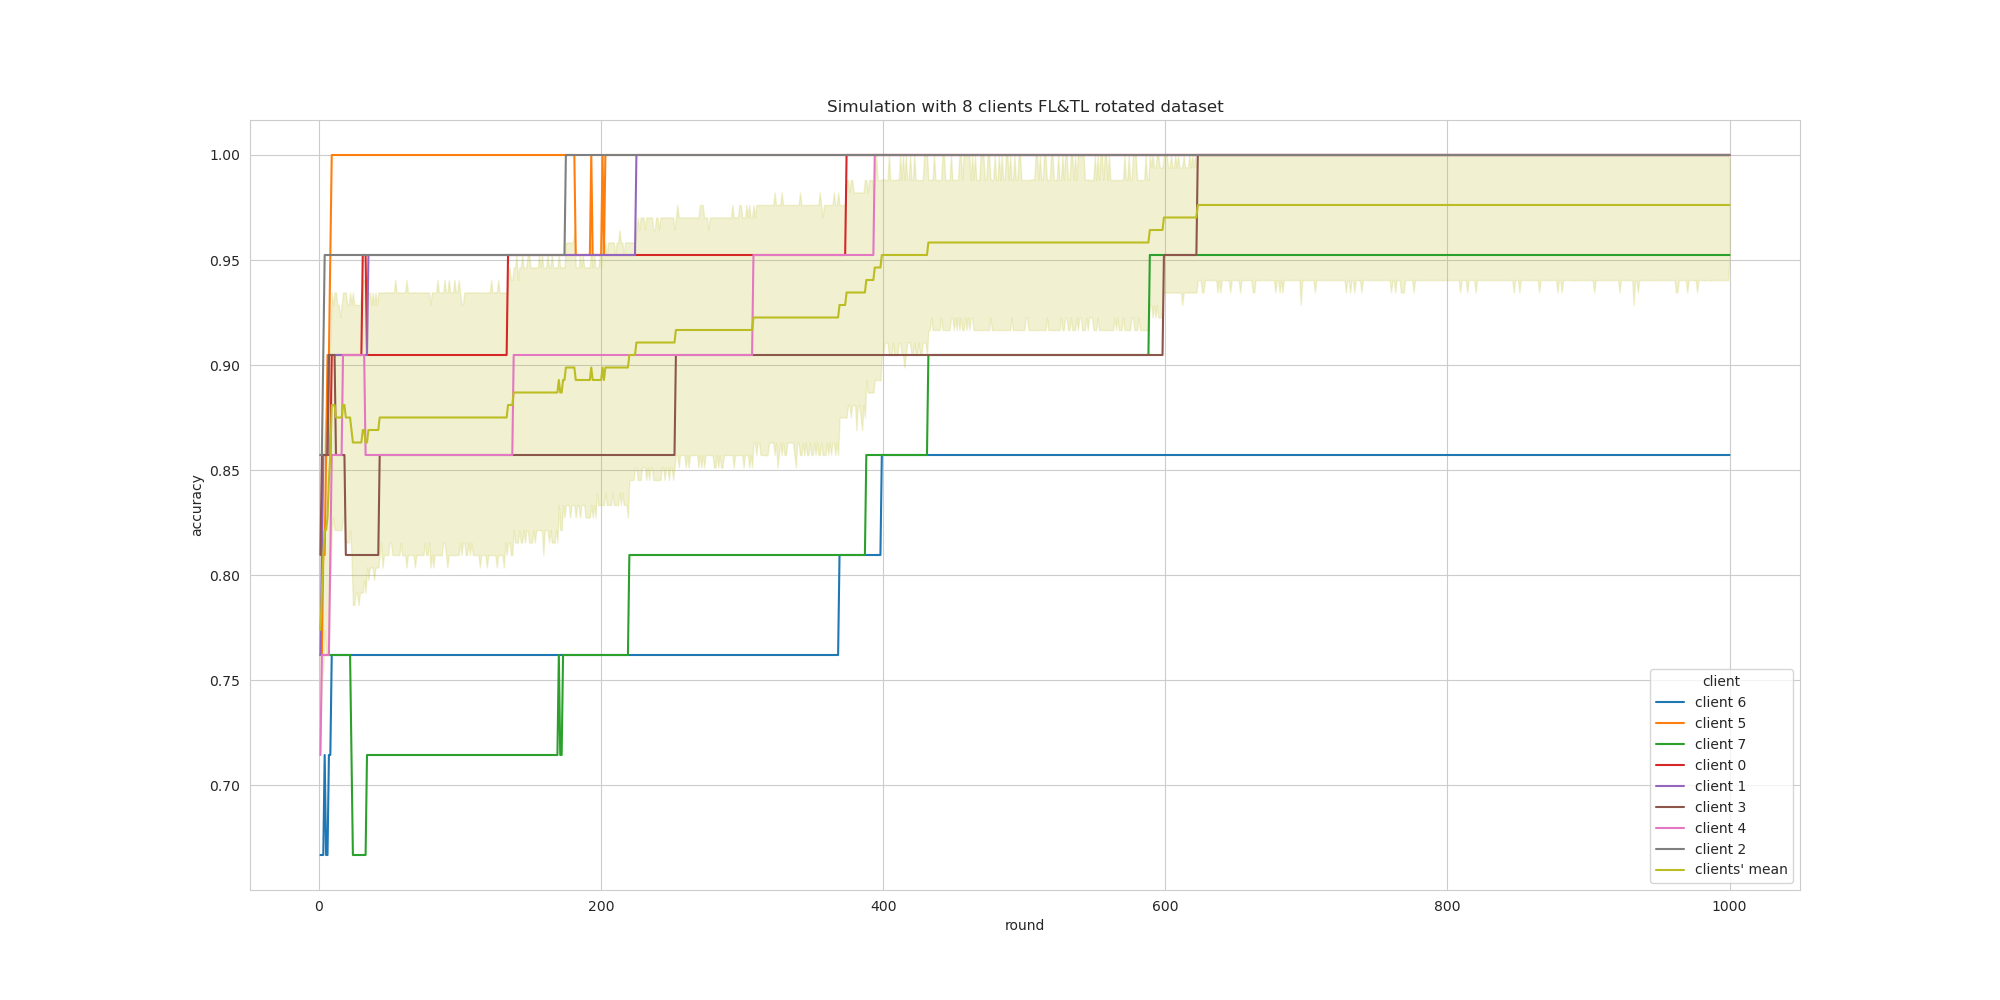 Simulation with 8 clients FL&TL rotated dataset
1.00
0.95
0.90
0.85
0.80
0.75
0.70
accuracy
0 200 400 600 800 1000
round
client
client 6
client 5
client 7
client 0
client 1
client 3
client 4
client 2
clients' mean